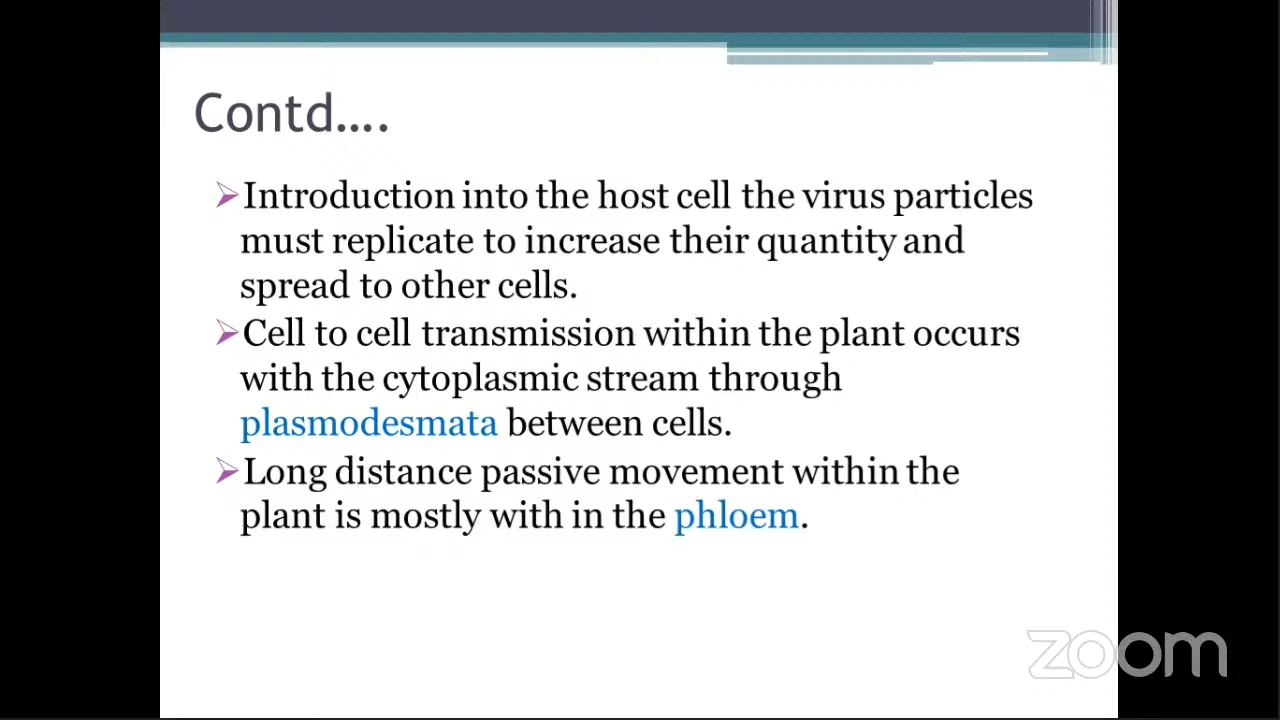 Contd....
➢Introduction into the host cell the virus particles
must replicate to increase their quantity and
spread to other cells.
➢Cell to cell transmission within the plant occurs
with the cytoplasmic stream through
plasmodesmata between cells.
➢Long distance passive movement within the
plant is mostly with in the phloem.
zoom